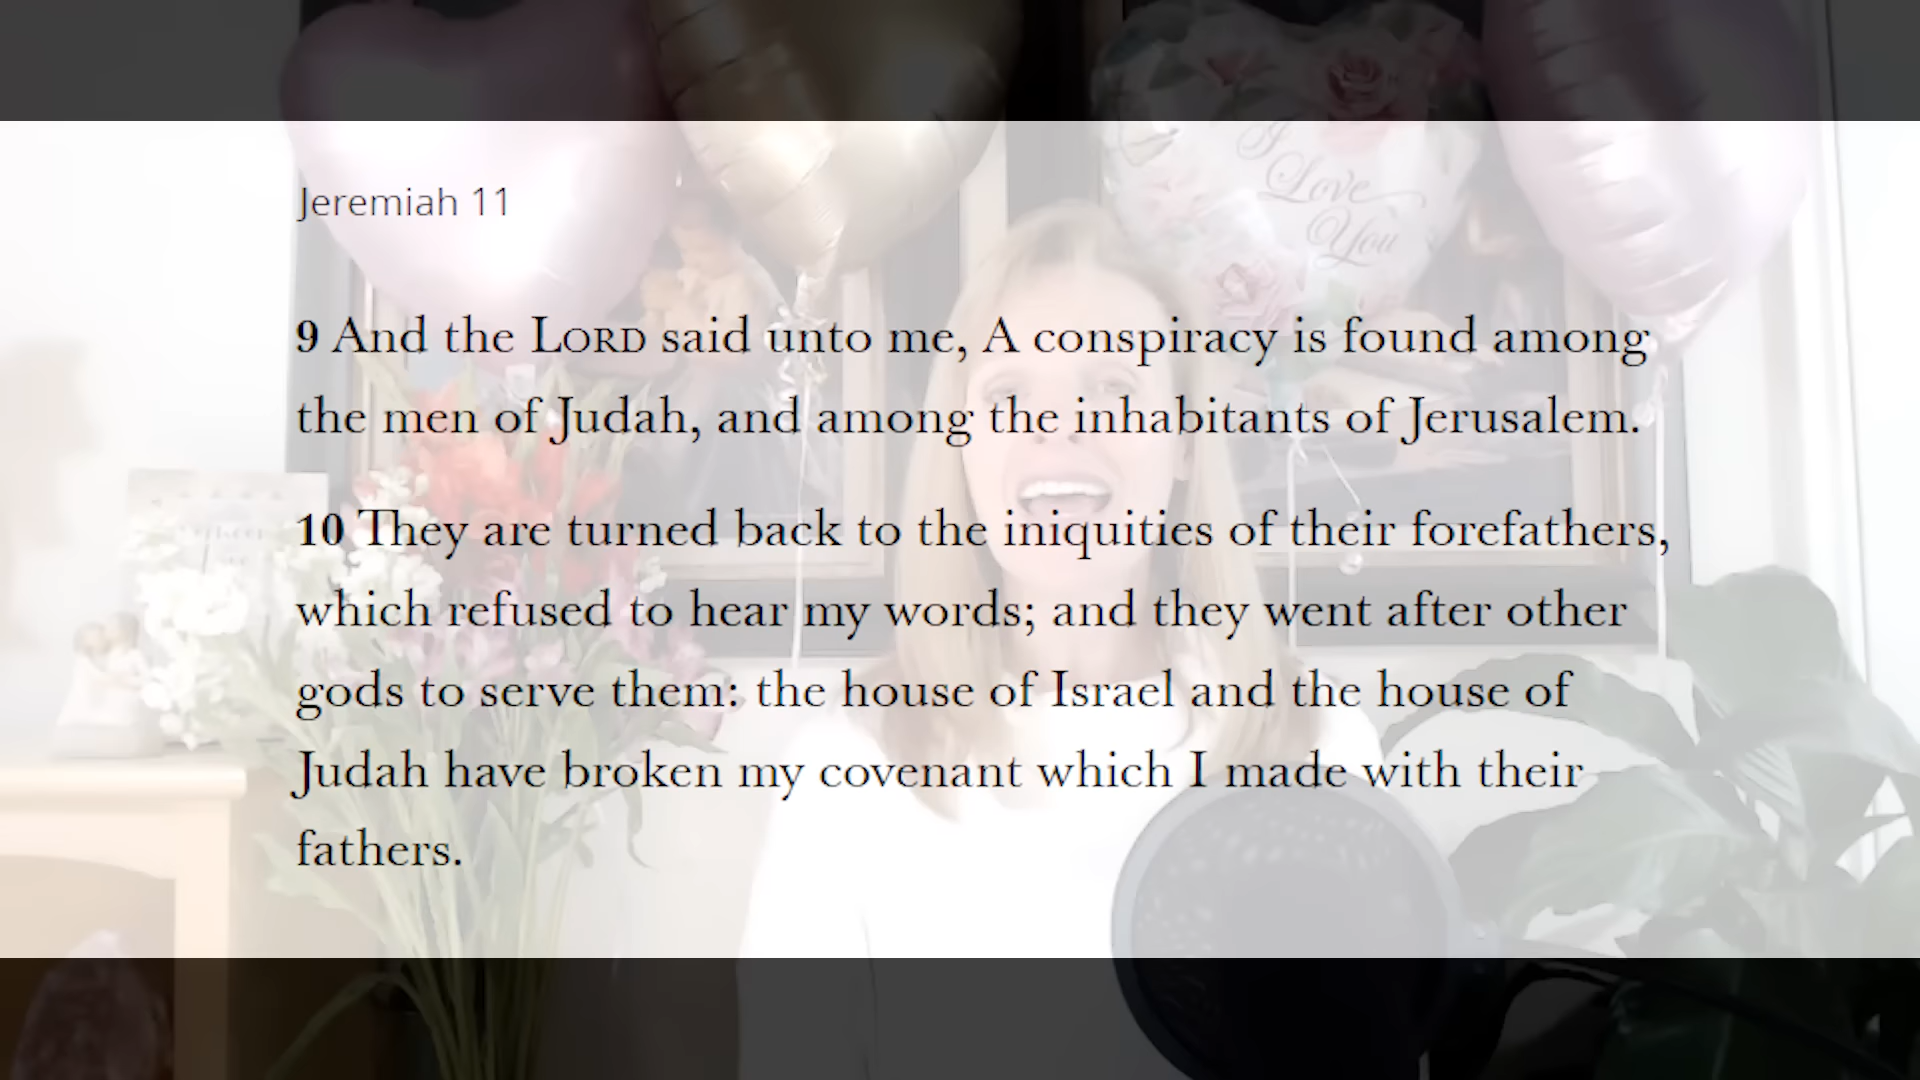 I
Love
You
Jeremiah 11
9 And the LORD said unto me, A conspiracy is found among
the men of Judah, and among the inhabitants of Jerusalem.
10 They are turned back to the iniquities of their forefathers,
which refused to hear my words; and they went after other
gods to serve them: the house of Israel and the house of
Judah have broken my covenant which I made with their
fathers.